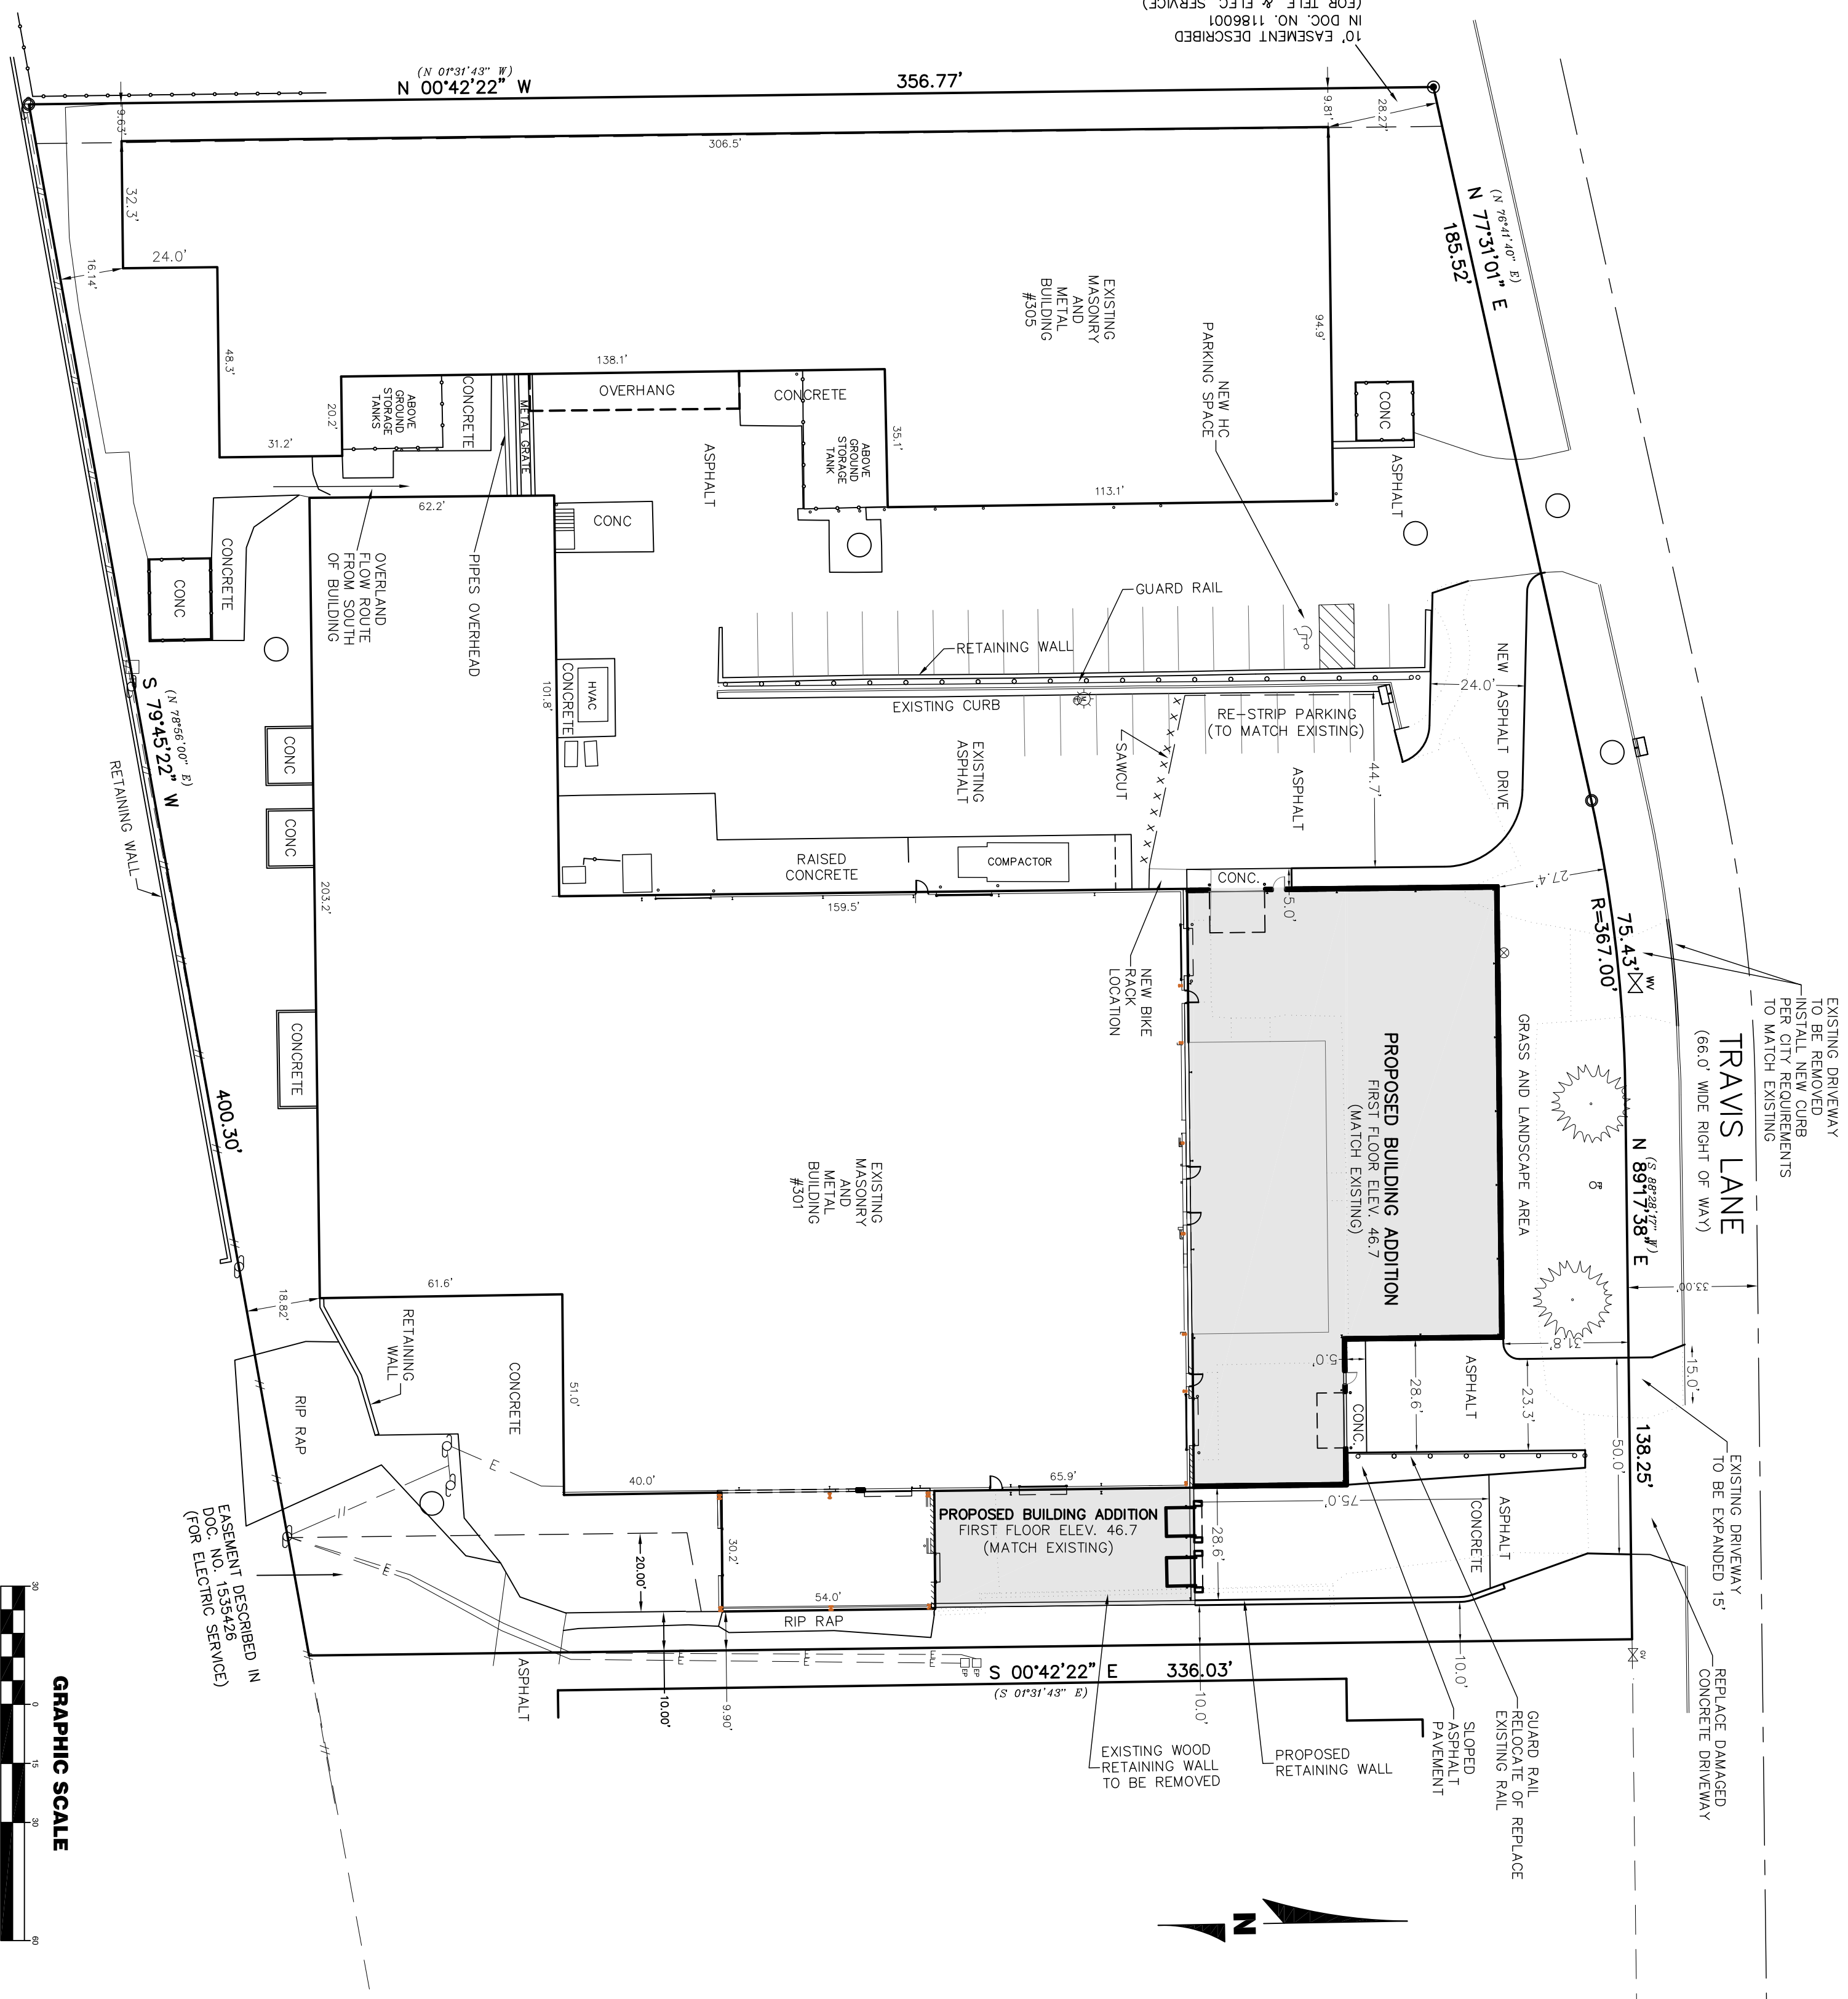 10' EASEMENT DESCRIBED
IN DOC. NO. 1186001
(FOR TELE. & ELEC. SERVICE)
(N 01°31'43" W)
N 00°42'22" W
356.77'
9.63'
9.81'
28.27'
306.5'
32.3'
24.0'
16.14'
48.3'
94.9'
(N 76°41'40" E)
N 77°31'01" E
185.52'
EXISTING
MASONRY
AND
METAL
BUILDING
#305
NEW HC
PARKING SPACE
138.1'
OVERHANG
CONCRETE
CONCRETE
METAL GRATE
ABOVE
GROUND
STORAGE
TANKS
20.2'
31.2'
ABOVE
GROUND
STORAGE
TANK
35.1'
113.1'
CONC
ASPHALT
ASPHALT
62.2'
CONC
PIPES OVERHEAD
OVERLAND
FLOW ROUTE
FROM SOUTH
OF BUILDING
CONCRETE
CONC
GUARD RAIL
RETAINING WALL
EXISTING CURB
RE-STRIP PARKING
(TO MATCH EXISTING)
24.0'
NEW ASPHALT DRIVE
44.7'
HVAC
CONCRETE
101.8'
EXISTING
ASPHALT
SAWCUT
ASPHALT
(N 78°56'00" E)
S 79°45'22" W
RETAINING WALL
CONC
CONC
RAISED
CONCRETE
COMPACTOR
CONC.
5.0'
27.4'
203.2'
159.5'
75.43'
R=367.00'
WV
NEW BIKE
RACK
LOCATION
EXISTING DRIVEWAY
TO BE REMOVED
INSTALL NEW CURB
PER CITY REQUIREMENTS
TO MATCH EXISTING
TRAVIS LANE
(66.0' WIDE RIGHT OF WAY)
GRASS AND LANDSCAPE AREA
PROPOSED BUILDING ADDITION
FIRST FLOOR ELEV. 46.7
(MATCH EXISTING)
CONCRETE
400.30'
EXISTING
MASONRY
AND
METAL
BUILDING
#301
(S 88°28'17" W)
N 89°17'38" E
33.00'
31.8'
15.0'
61.6'
18.82'
RETAINING
WALL
CONCRETE
51.0'
RIP RAP
E
5.0'
CONC.
28.6'
ASPHALT
23.3'
50.0'
138.25'
EXISTING DRIVEWAY
TO BE EXPANDED 15'
40.0'
65.9'
PROPOSED BUILDING ADDITION
FIRST FLOOR ELEV. 46.7
(MATCH EXISTING)
28.6'
75.0'
CONCRETE
ASPHALT
30.2'
20.00'
54.0'
RIP RAP
E
EASEMENT DESCRIBED IN
DOC. NO. 1535426
(FOR ELECTRIC SERVICE)
ASPHALT
E
E
E
EP
EP
S 00°42'22" E
336.03'
(S 01°31'43" E)
10.00'
9.90'
10.0'
10.0'
GV
REPLACE DAMAGED
CONCRETE DRIVEWAY
GUARD RAIL
RELOCATE OF REPLACE
EXISTING RAIL
SLOPED
ASPHALT
PAVEMENT
PROPOSED
RETAINING WALL
EXISTING WOOD
RETAINING WALL
TO BE REMOVED
N
GRAPHIC SCALE
30
0
15
30
60